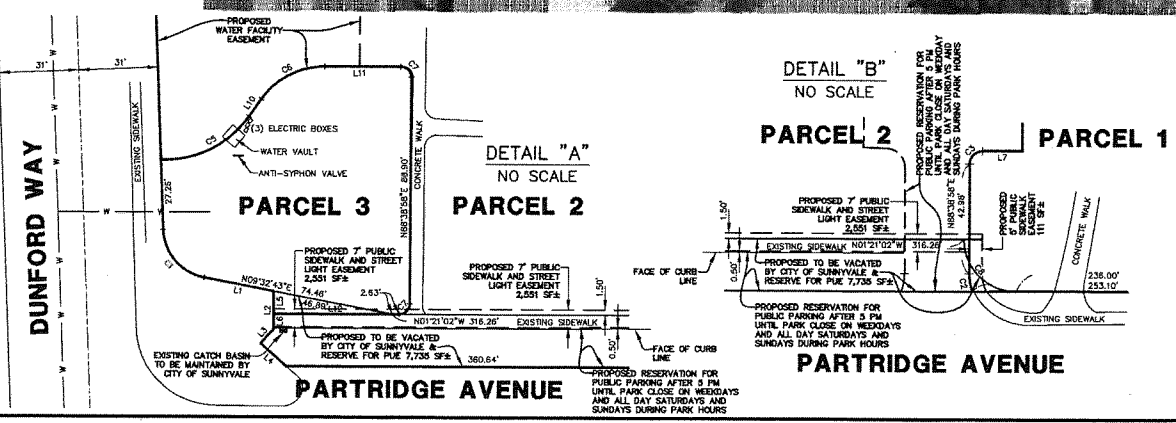 PROPOSED
WATER FACILITY
EASEMENT
31'
31'
W
W
W
W
W
W
W
DUNFORD WAY
EXISTING SIDEWALK
C6
L11
C7
L10
C5
(3) ELECTRIC BOXES
WATER VAULT
ANTI-SYPHON VALVE
27.25'
PARCEL 3
N88°38'58"E 88.90'
CONCRETE WALK
DETAIL "A"
NO SCALE
PARCEL 2
C1
L1
N09°32'43"E
74.46'
46.89'
L12
2.63'
L5
L2
L6
L3
L4
PROPOSED 7' PUBLIC
SIDEWALK AND STREET
LIGHT EASEMENT
2,551 SF±
PROPOSED 7' PUBLIC
SIDEWALK AND STREET
LIGHT EASEMENT
2,551 SF±
1.50'
N01°21'02"W 316.26'
EXISTING SIDEWALK
0.50'
PROPOSED TO BE VACATED
BY CITY OF SUNNYVALE &
RESERVE FOR PUE 7,735 SF±
360.64'
FACE OF CURB
LINE
EXISTING CATCH BASIN
TO BE MAINTAINED BY
CITY OF SUNNYVALE
PARTRIDGE AVENUE
PROPOSED RESERVATION FOR
PUBLIC PARKING AFTER 5 PM
UNTIL PARK CLOSE ON WEEKDAYS
AND ALL DAY SATURDAYS AND
SUNDAYS DURING PARK HOURS
DETAIL "B"
NO SCALE
PARCEL 2
PROPOSED RESERVATION FOR
PUBLIC PARKING AFTER 5 PM
UNTIL PARK CLOSE ON WEEKDAY
AND ALL DAY SATURDAYS AND
SUNDAYS DURING PARK HOURS
PARCEL 1
C3
L7
N88°38'58"E
42.98'
PROPOSED
5' PUBLIC
SIDEWALK
EASEMENT
111 SF±
CONCRETE WALK
1.50'
PROPOSED 7' PUBLIC
SIDEWALK AND STREET
LIGHT EASEMENT
2,551 SF±
EXISTING SIDEWALK
N01°21'02"W
316.26'
FACE OF CURB
LINE
0.50'
PROPOSED TO BE VACATED
BY CITY OF SUNNYVALE &
RESERVE FOR PUE 7,735 SF±
C2
236.00'
253.10'
EXISTING SIDEWALK
PROPOSED RESERVATION FOR
PUBLIC PARKING AFTER 5 PM
UNTIL PARK CLOSE ON WEEKDAYS
AND ALL DAY SATURDAYS AND
SUNDAYS DURING PARK HOURS
PARTRIDGE AVENUE